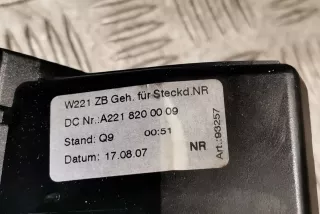 W221 ZB Geh. für Steckd.NR
DC Nr.:A221 820 00 09
Stand: Q9 00:51
Datum: 17.08.07 NR
Art.:93257